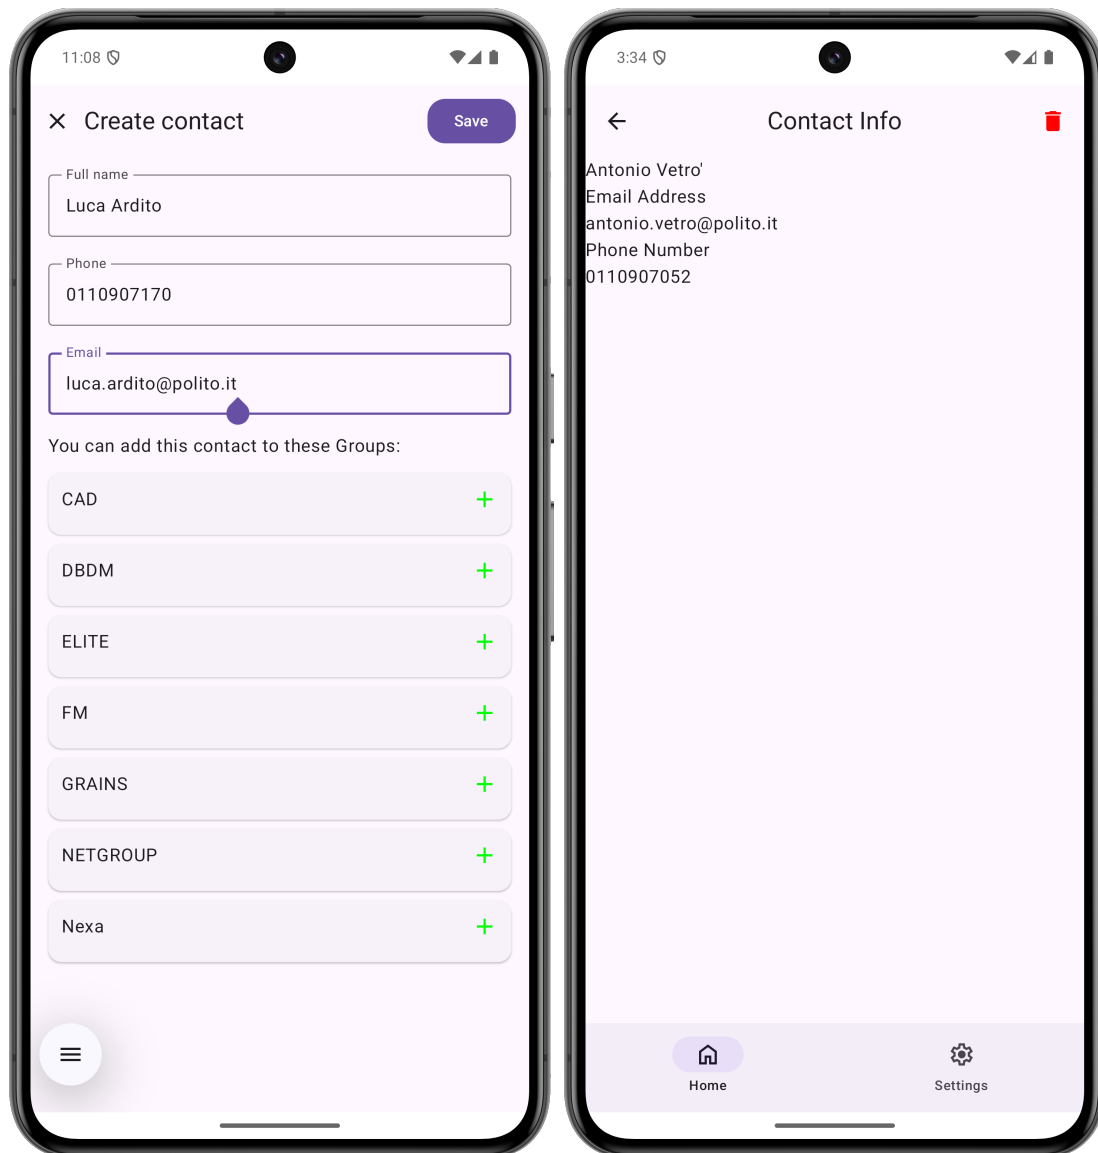 11:08
Create contact
Save
Full name
Luca Ardito
Phone
0110907170
Email
luca.ardito@polito.it
You can add this contact to these Groups:
CAD
DBDM
ELITE
FM
GRAINS
NETGROUP
Nexa
3:34
Contact Info
Antonio Vetro'
Email Address
antonio.vetro@polito.it
Phone Number
0110907052
Home
Settings